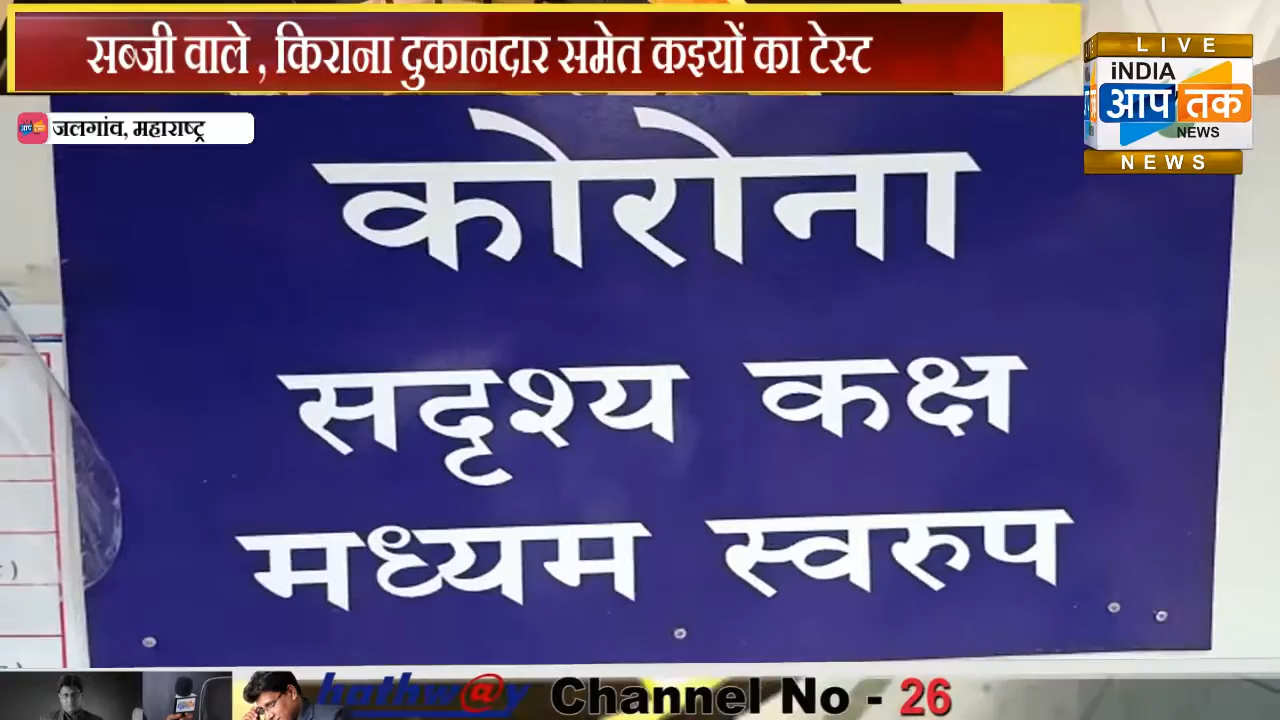 सब्जी वाले , किराना दुकानदार समेत कइयों का टेस्ट
LIVE
iNDIA
आप तक
NEWS
NEWS
जलगांव, महाराष्ट्र
कोरोना
सदृश्य कक्ष
मध्यम स्वरुप
hathw@y Channel No - 26